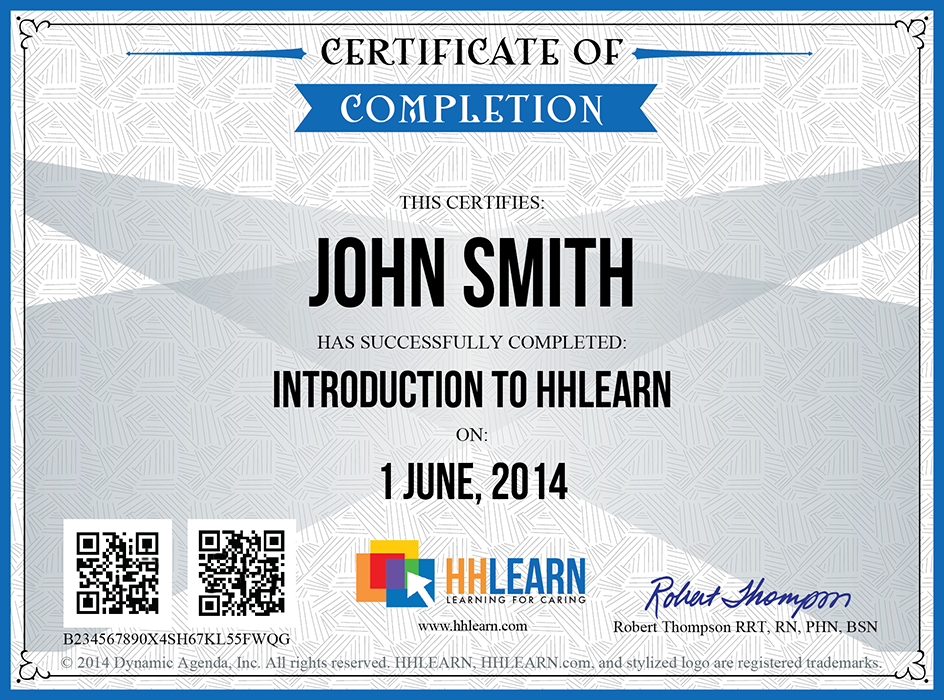 CERTIFICATE OF
COMPLETION
THIS CERTIFIES:
JOHN SMITH
HAS SUCCESSFULLY COMPLETED:
INTRODUCTION TO HHLEARN
ON:
1 JUNE, 2014
HHLEARN
LEARNING FOR CARING
www.hhlearn.com
Robert Thompson
Robert Thompson RRT, RN, PHN, BSN
B234567890X4SH67KL55FWQG
© 2014 Dynamic Agenda, Inc. All rights reserved. HHLEARN, HHLEARN.com, and stylized logo are registered trademarks.